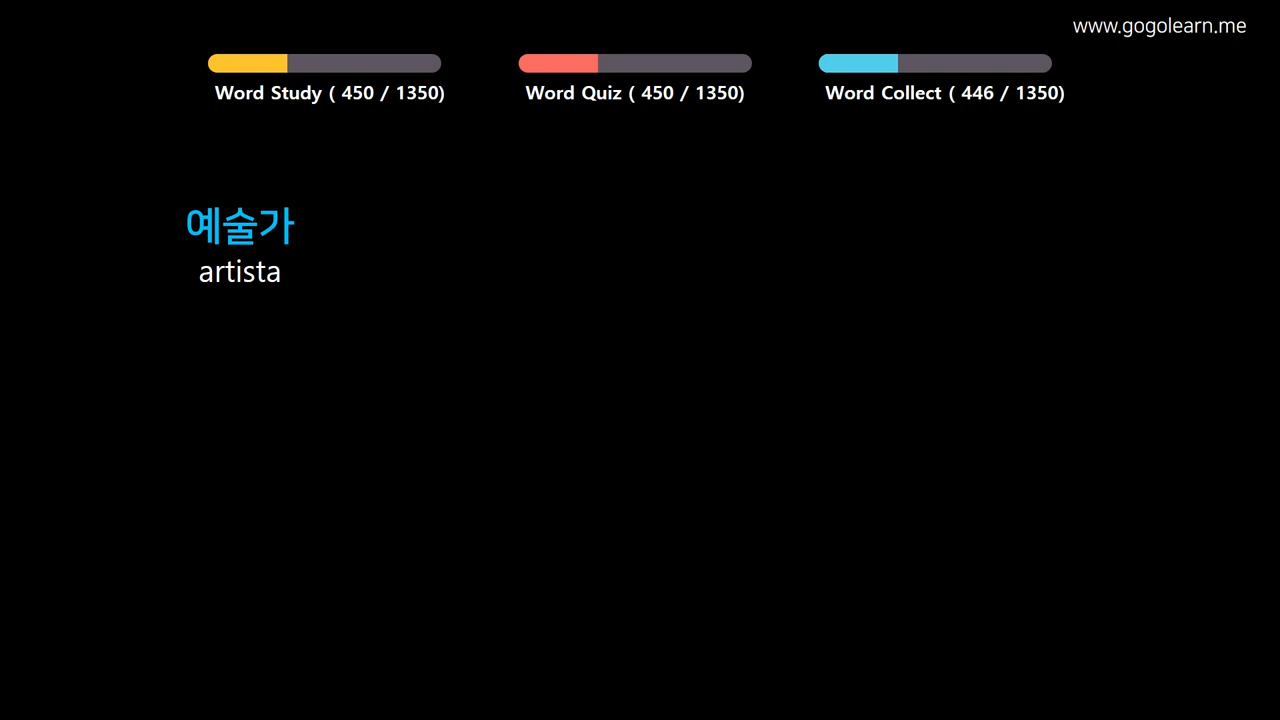 www.gogolearn.me
Word Study ( 450 / 1350)
Word Quiz ( 450 / 1350)
Word Collect ( 446 / 1350)
예술가
artista